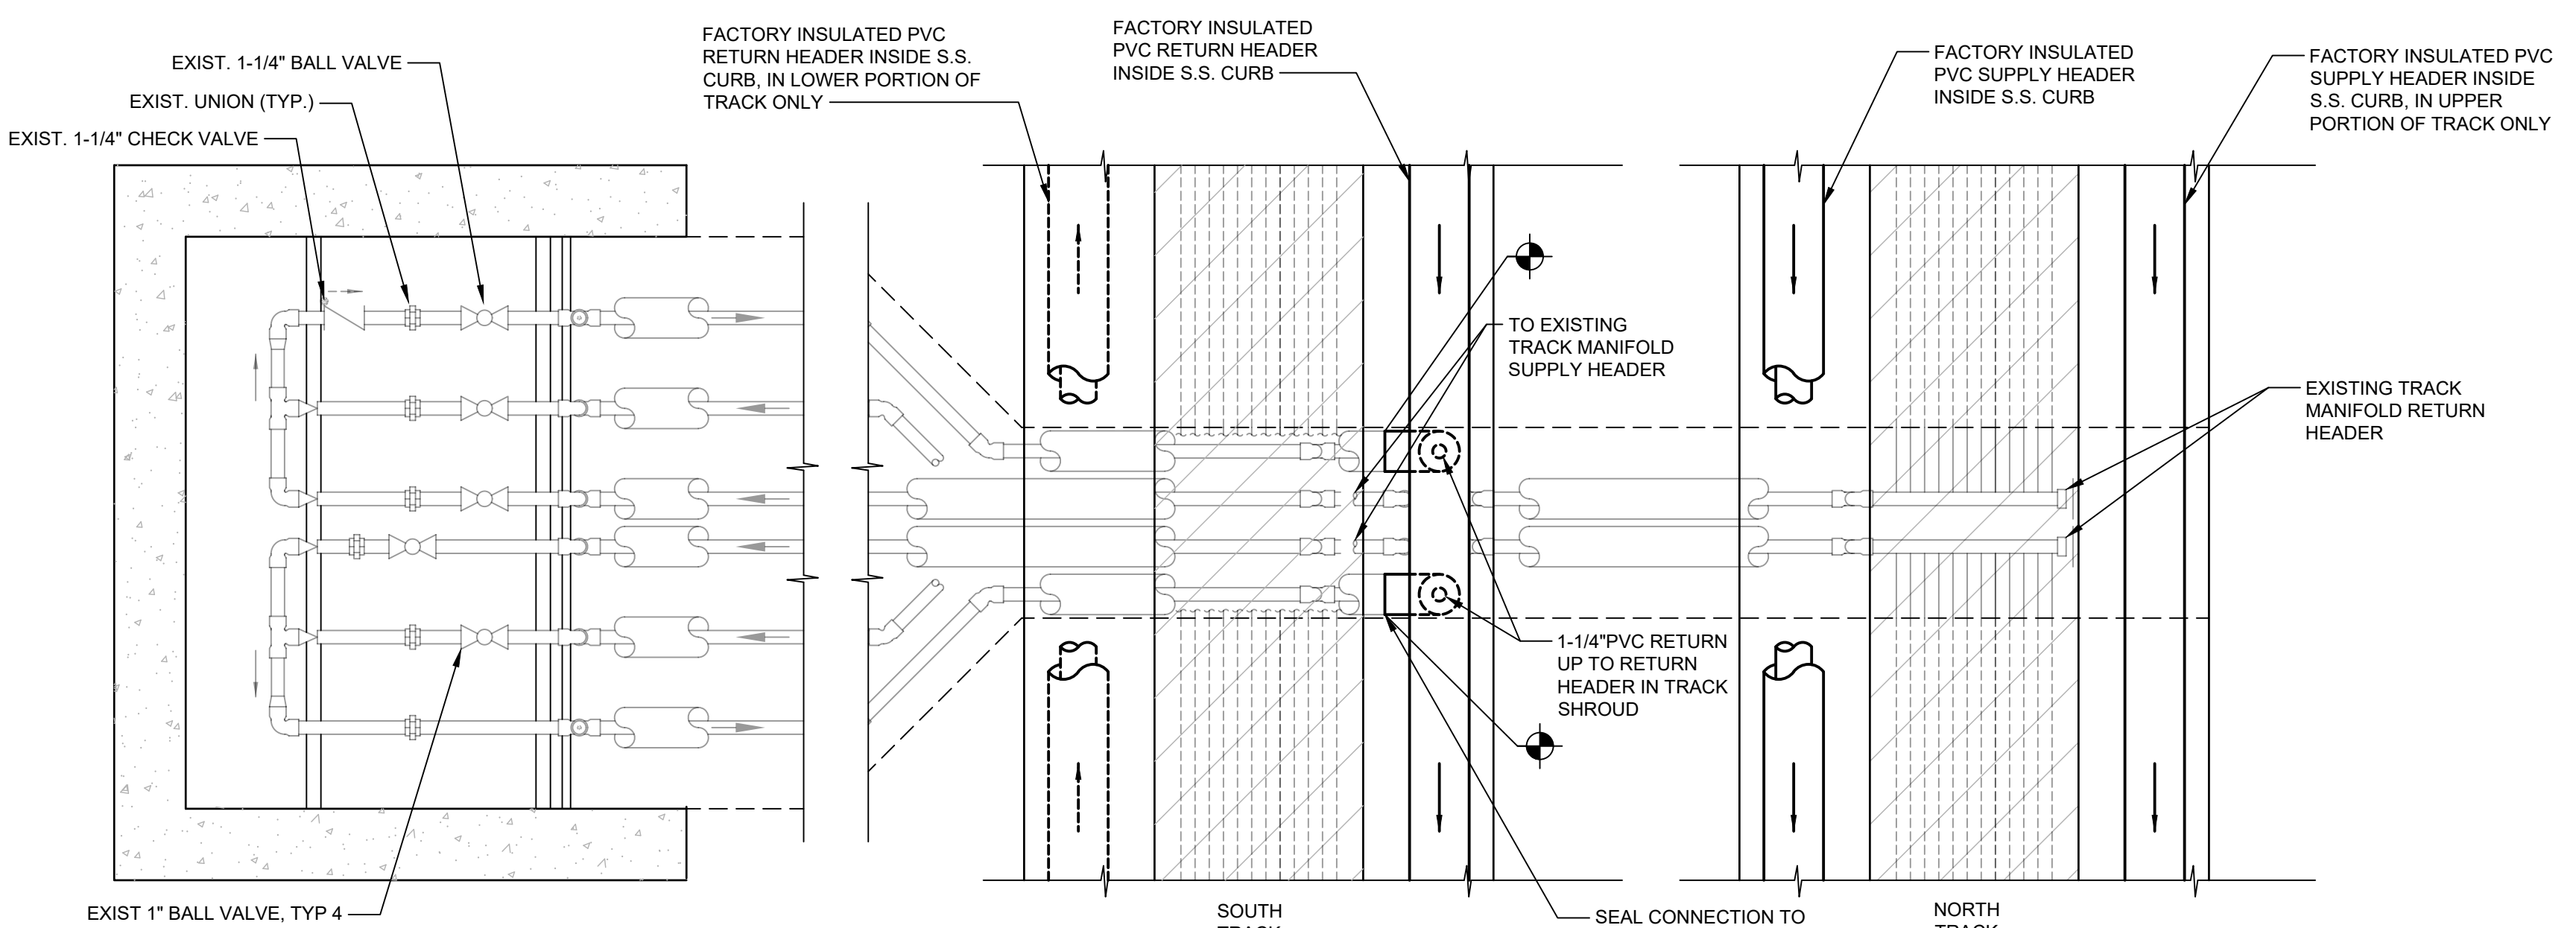 EXIST. 1-1/4" BALL VALVE
EXIST. UNION (TYP.)
EXIST. 1-1/4" CHECK VALVE
FACTORY INSULATED PVC
RETURN HEADER INSIDE S.S.
CURB, IN LOWER PORTION OF
TRACK ONLY
FACTORY INSULATED
PVC RETURN HEADER
INSIDE S.S. CURB
FACTORY INSULATED
PVC SUPPLY HEADER
INSIDE S.S. CURB
FACTORY INSULATED PVC
SUPPLY HEADER INSIDE
S.S. CURB, IN UPPER
PORTION OF TRACK ONLY
TO EXISTING
TRACK MANIFOLD
SUPPLY HEADER
EXISTING TRACK
MANIFOLD RETURN
HEADER
1-1/4"PVC RETURN
UP TO RETURN
HEADER IN TRACK
SHROUD
EXIST 1" BALL VALVE, TYP 4
SOUTH
TRACK
SEAL CONNECTION TO
NORTH
TRACK